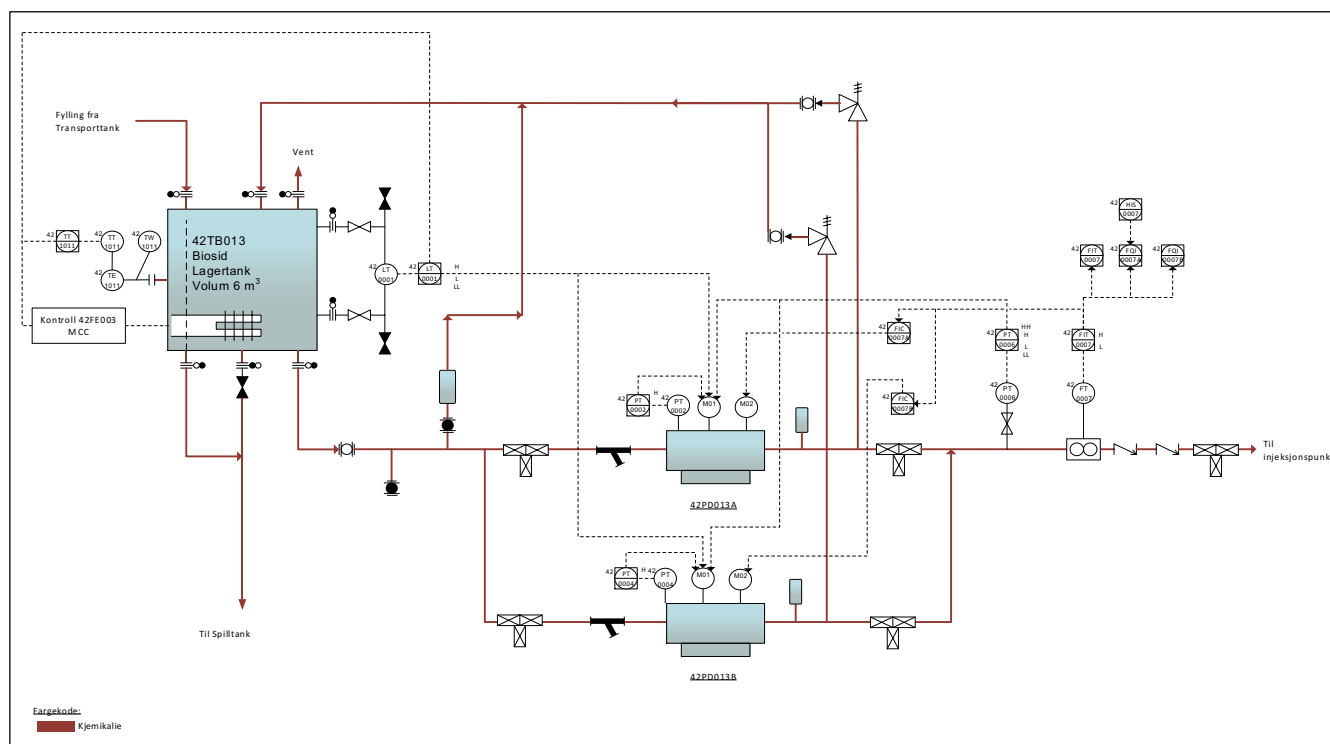 Fylling fra
Transporttank
Vent
42
HIS
0007
42
FIT
0007
42
FQI
0007A
42
FQI
0007B
42TB013
Biosid
Lagertank
Volum 6 m³
42
TT
1011
42
TT
1011
42
TW
1011
42
TE
1011
42
LT
0001
42
LT
0001
H
L
LL
Kontroll 42FE003
MCC
42
FIC
0007A
42
PT
0006
HH
H
L
LL
42
FIT
0007
H
L
42
PT
0002
H
42
PT
0002
M01
M02
42
FIC
0007B
42
PT
0006
42
FT
0007
Til
injeksjonspunk
42PD013A
42
PT
0004
H
42
PT
0004
M01
M02
42PD013B
Til Spilltank
Fargekode:
Kjemikalie